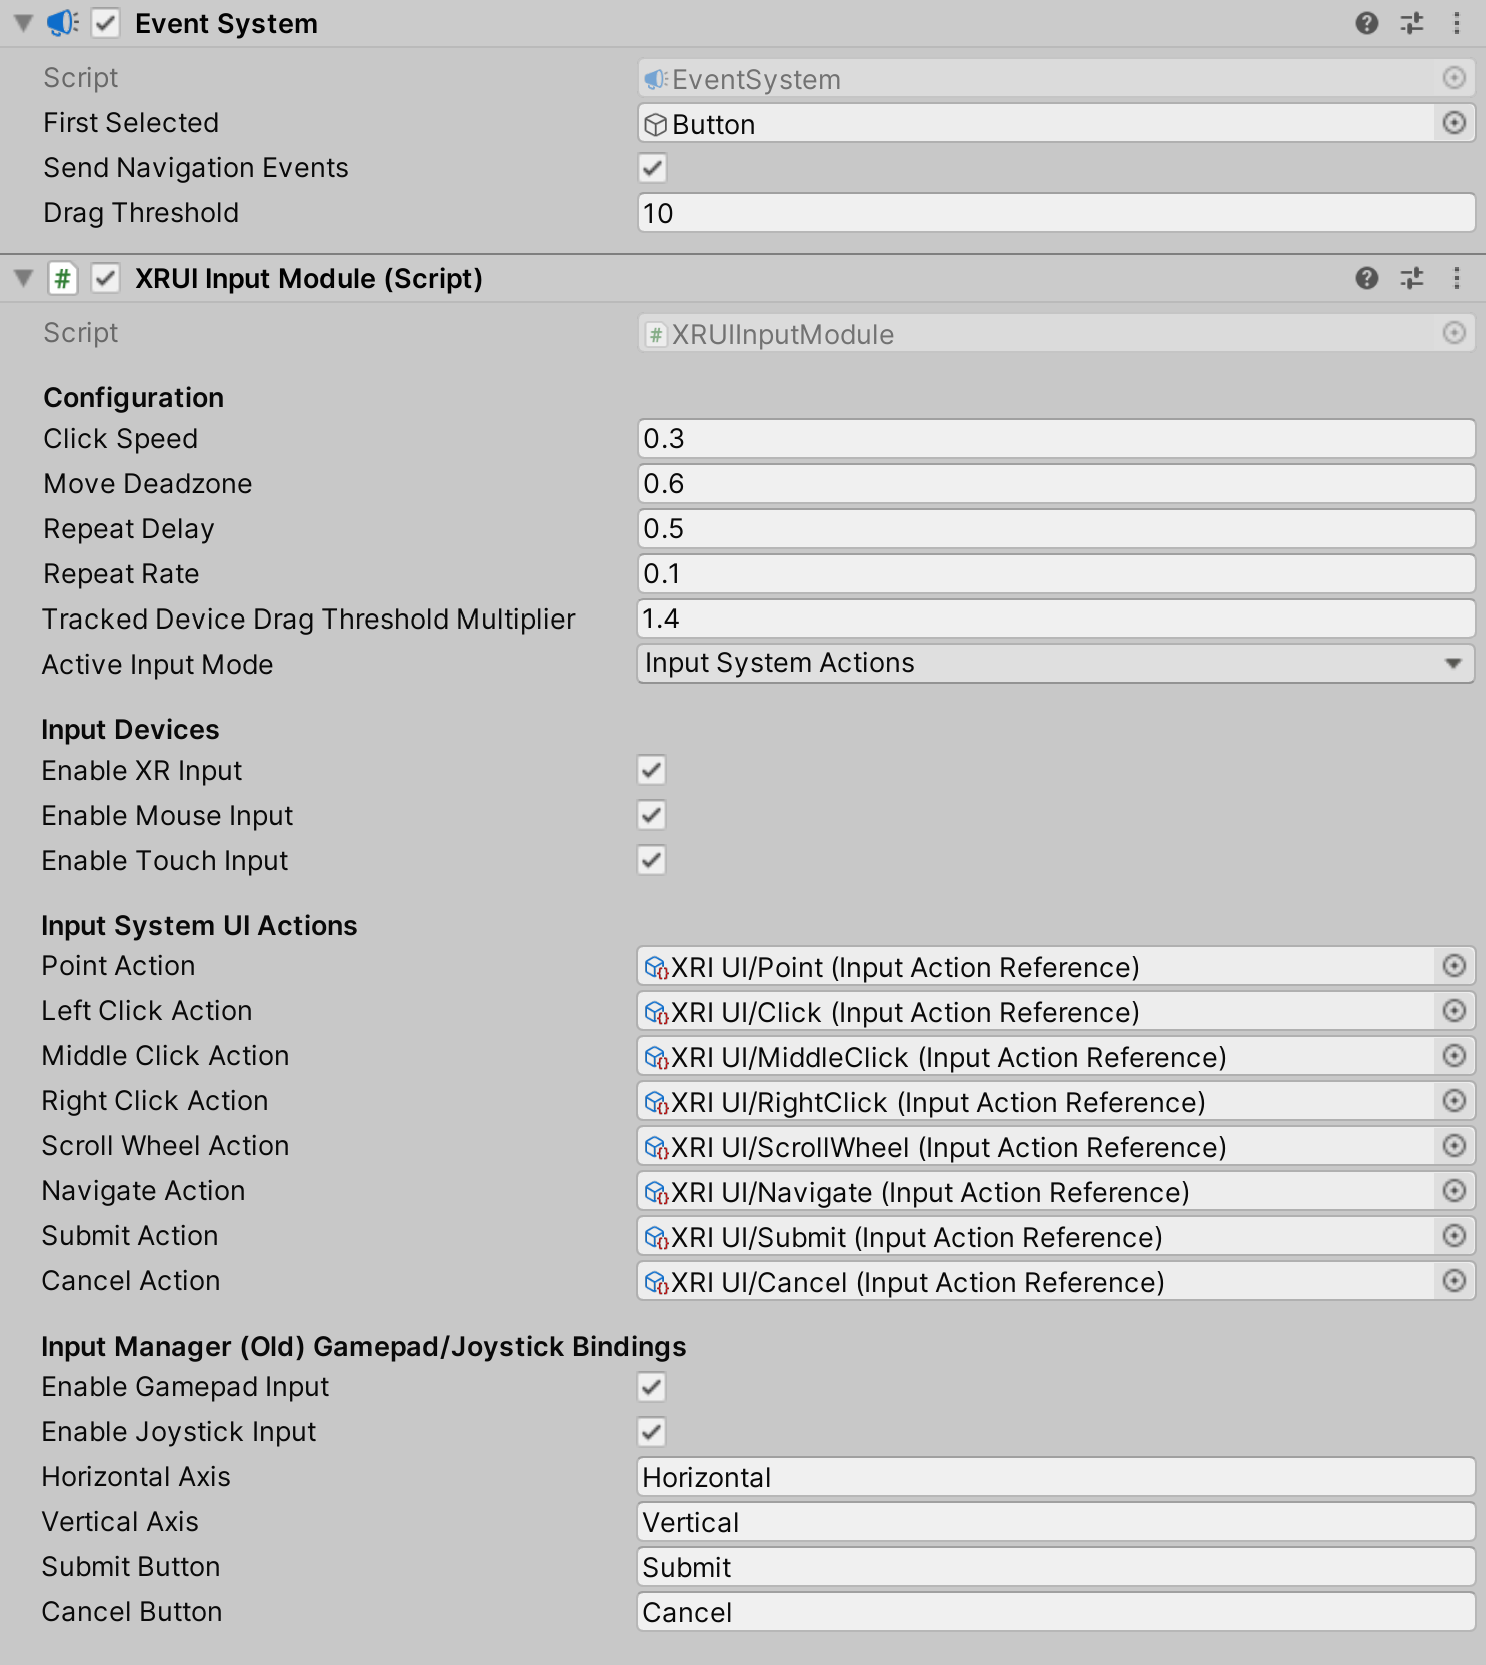 Event System
Script EventSystem
First Selected Button
Send Navigation Events
Drag Threshold 10
# XRUI Input Module (Script)
Script # XRUIInputModule
Configuration
Click Speed 0.3
Move Deadzone 0.6
Repeat Delay 0.5
Repeat Rate 0.1
Tracked Device Drag Threshold Multiplier 1.4
Active Input Mode Input System Actions
Input Devices
Enable XR Input
Enable Mouse Input
Enable Touch Input
Input System UI Actions
Point Action XRI UI/Point (Input Action Reference)
Left Click Action XRI UI/Click (Input Action Reference)
Middle Click Action XRI UI/MiddleClick (Input Action Reference)
Right Click Action XRI UI/RightClick (Input Action Reference)
Scroll Wheel Action XRI UI/ScrollWheel (Input Action Reference)
Navigate Action XRI UI/Navigate (Input Action Reference)
Submit Action XRI UI/Submit (Input Action Reference)
Cancel Action XRI UI/Cancel (Input Action Reference)
Input Manager (Old) Gamepad/Joystick Bindings
Enable Gamepad Input
Enable Joystick Input
Horizontal Axis Horizontal
Vertical Axis Vertical
Submit Button Submit
Cancel Button Cancel